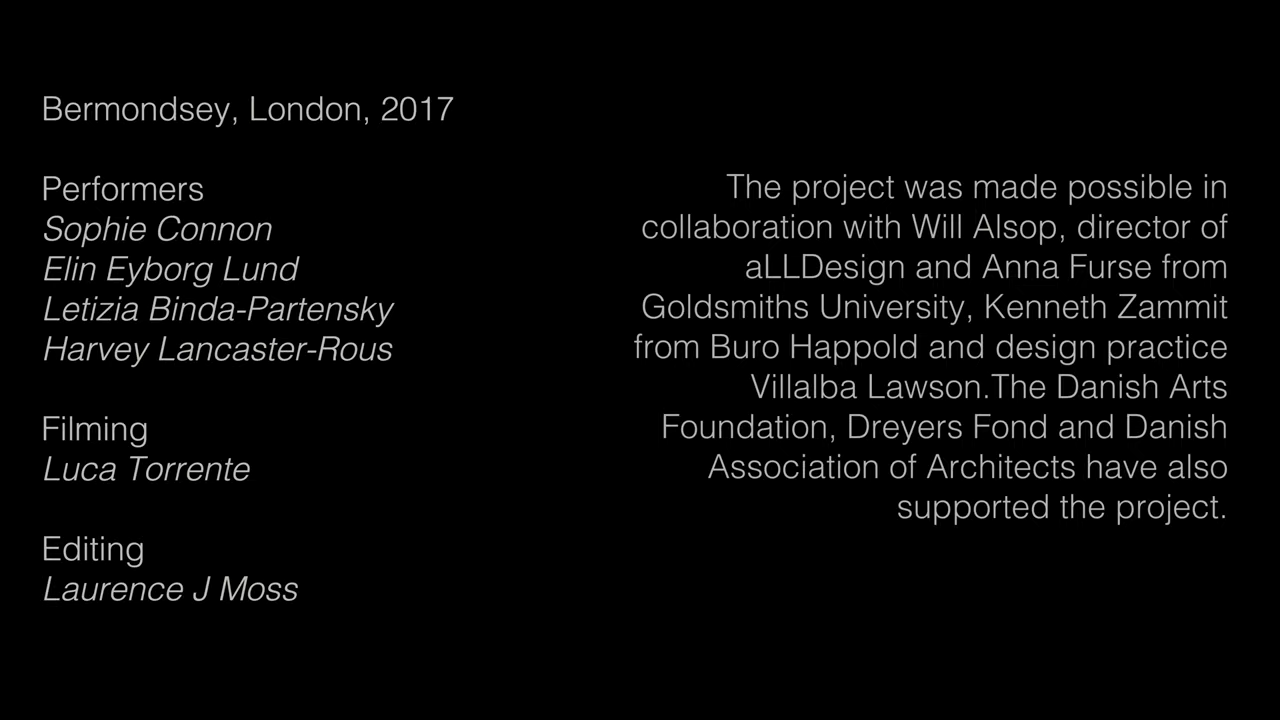 Bermondsey, London, 2017
Performers
Sophie Connon
Elin Eyborg Lund
Letizia Binda-Partensky
Harvey Lancaster-Rous
Filming
Luca Torrente
Editing
Laurence J Moss
The project was made possible in
collaboration with Will Alsop, director of
aLLDesign and Anna Furse from
Goldsmiths University, Kenneth Zammit
from Buro Happold and design practice
Villalba Lawson.The Danish Arts
Foundation, Dreyers Fond and Danish
Association of Architects have also
supported the project.